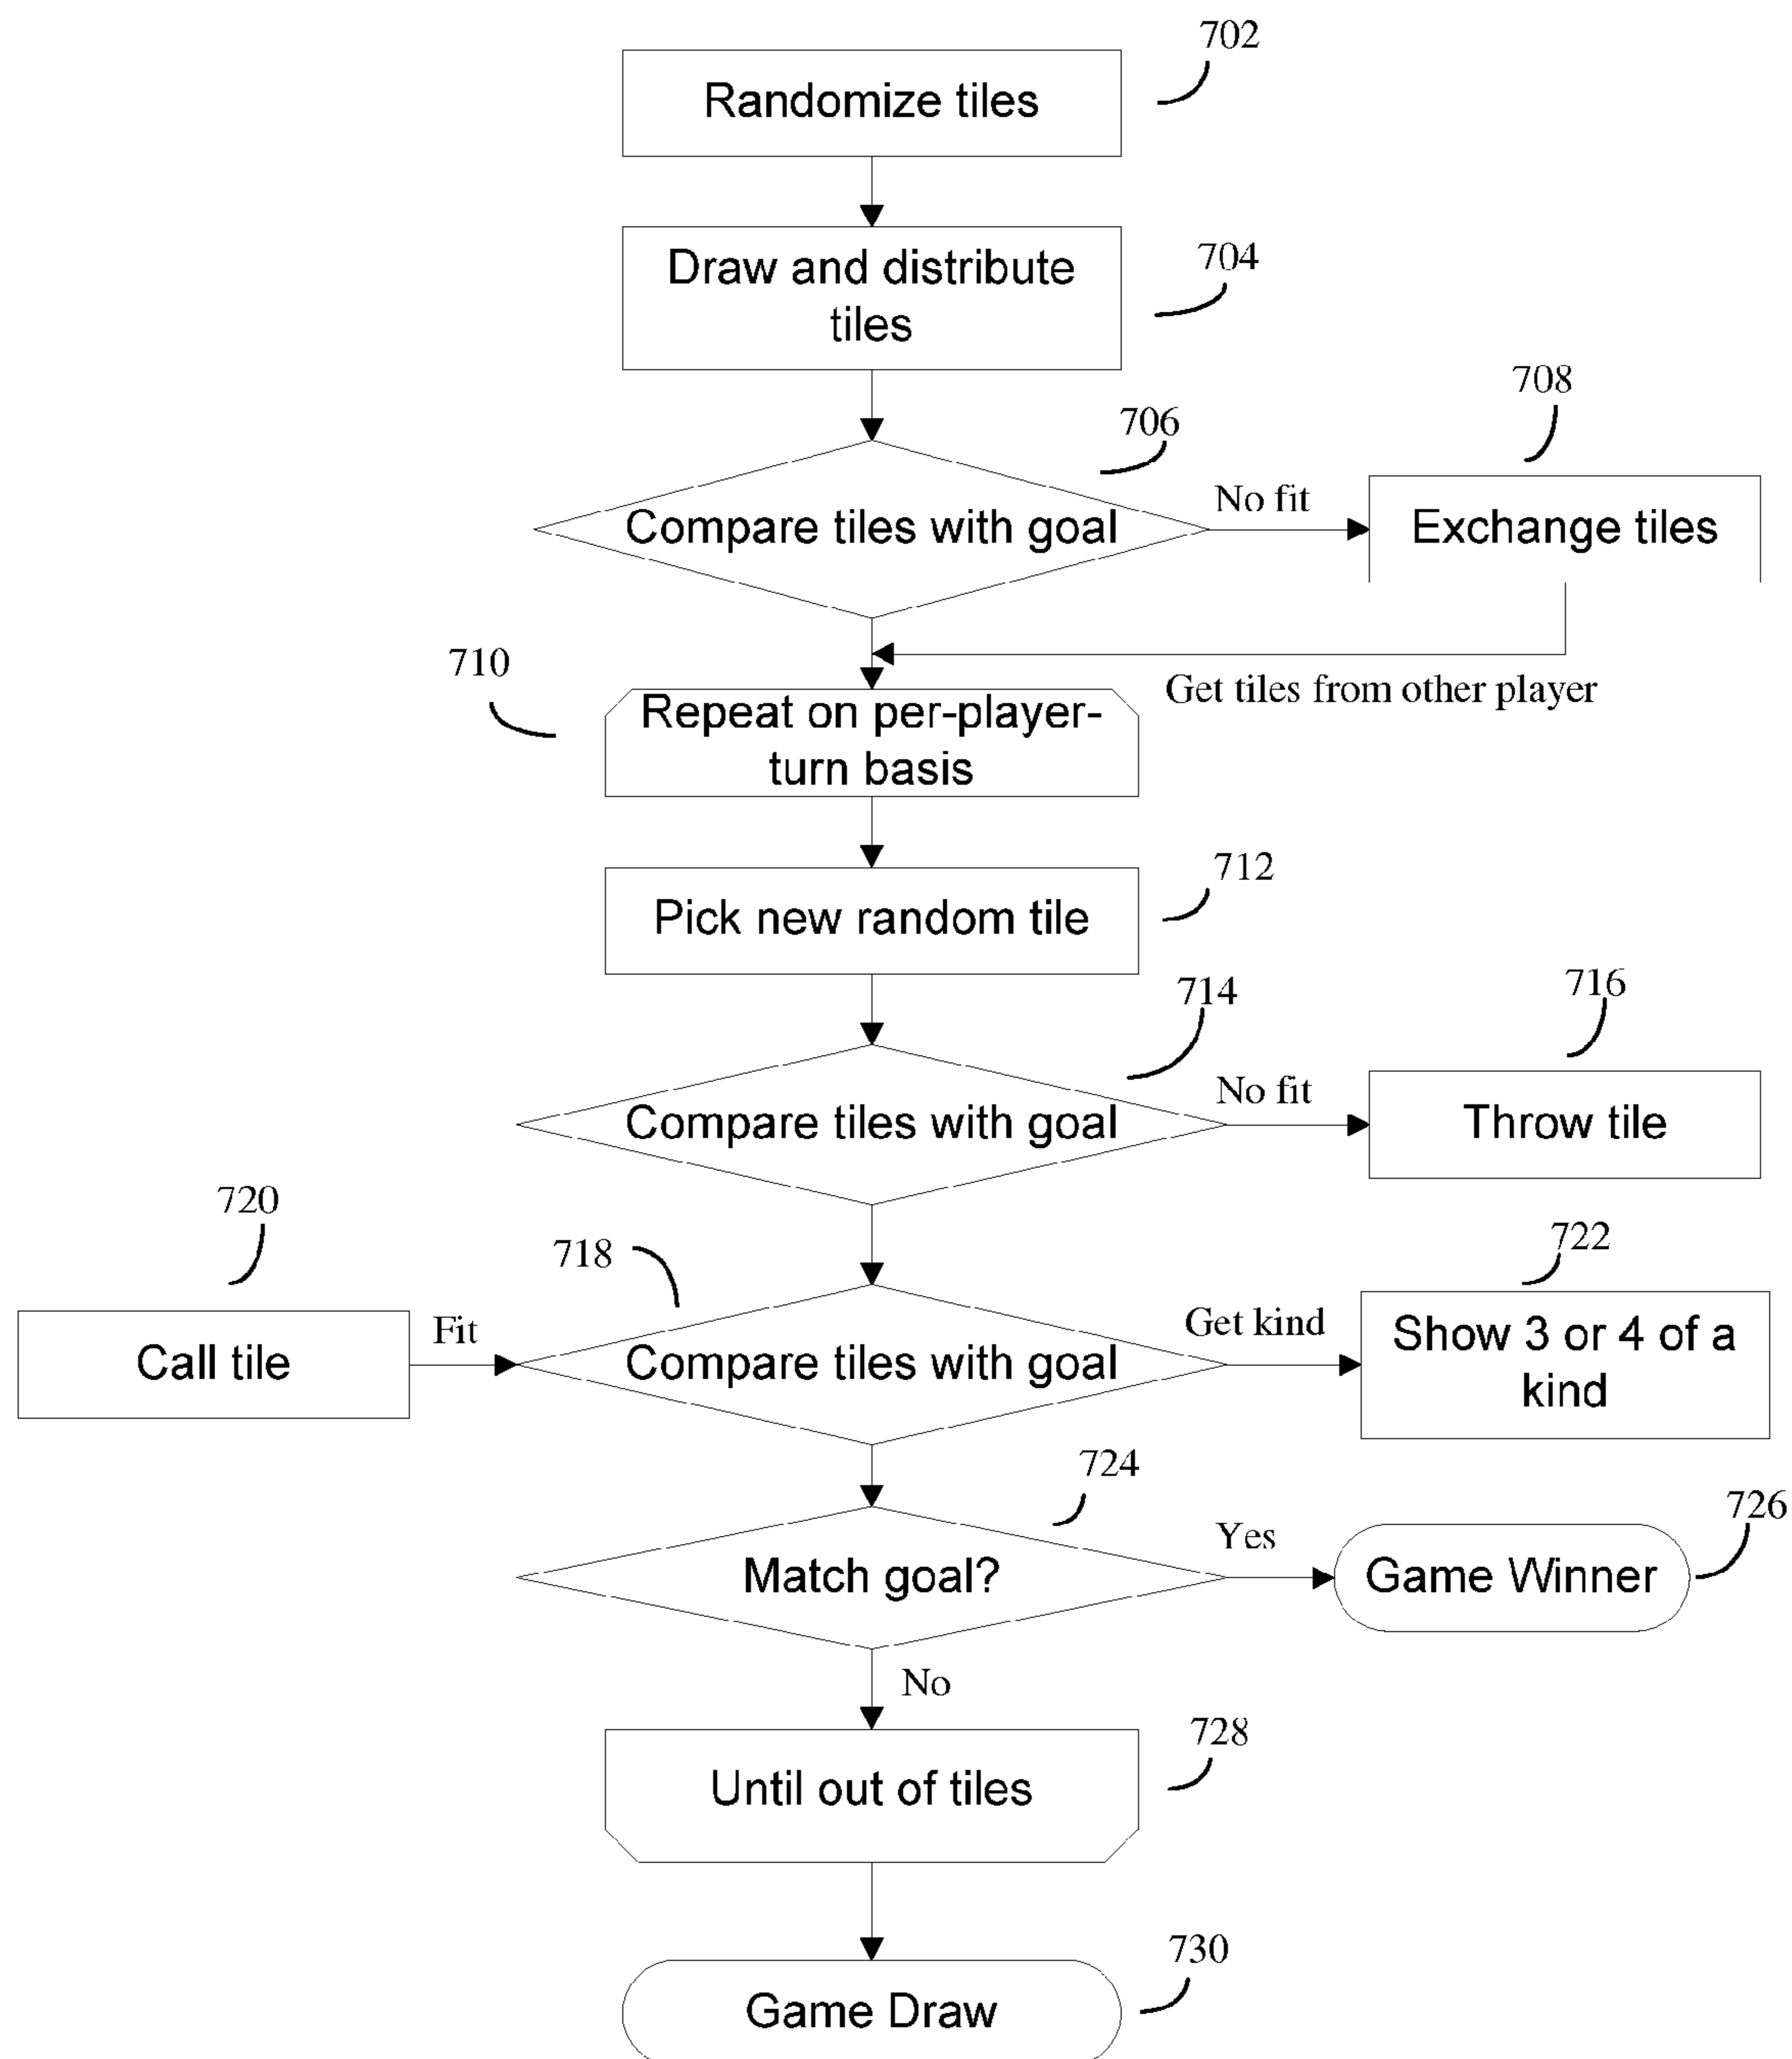 702
Randomize tiles
704
Draw and distribute
tiles
708
706
No fit
Compare tiles with goal
Exchange tiles
710
Get tiles from other player
Repeat on per-player-
turn basis
712
Pick new random tile
714
716
No fit
Compare tiles with goal
Throw tile
720
718
722
Call tile
Fit
Compare tiles with goal
Get kind
Show 3 or 4 of a
kind
724
726
Yes
Match goal?
Game Winner
No
728
Until out of tiles
730
Game Draw